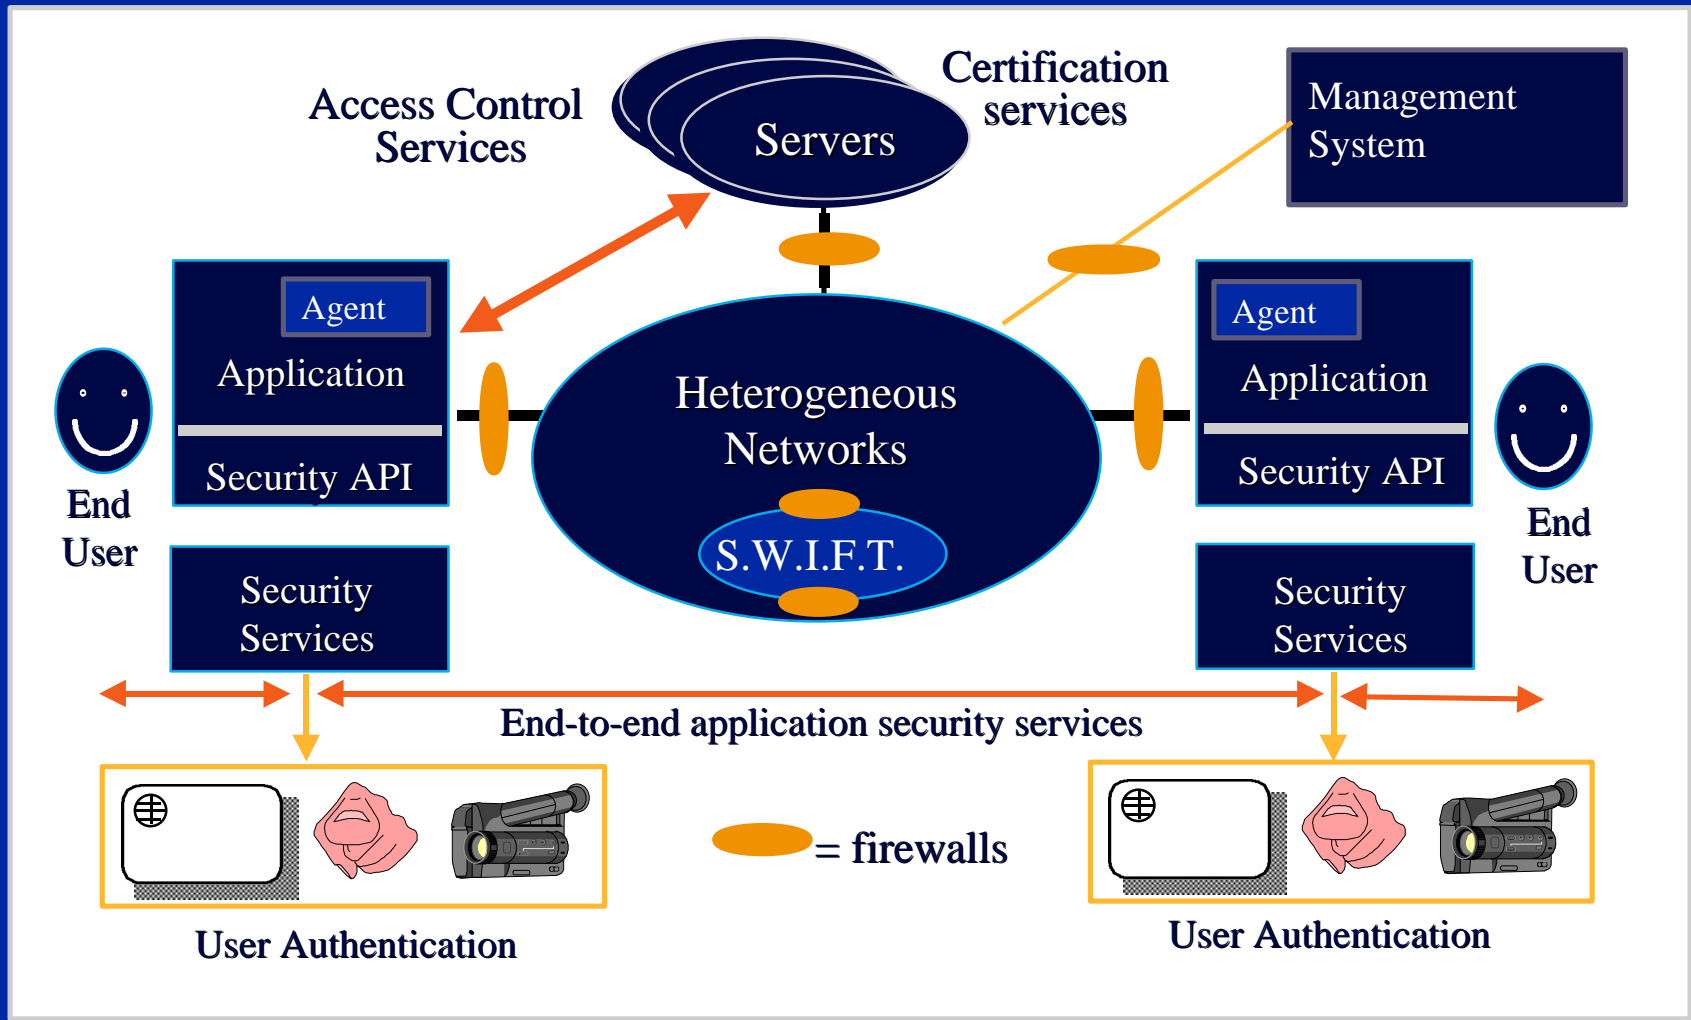 Access Control
Services
Servers
Certification
services
Management
System
Agent
Application
Security API
End
User
Heterogeneous
Networks
S.W.I.F.T.
Agent
Application
Security API
End
User
Security
Services
Security
Services
End-to-end application security services
= firewalls
User Authentication
User Authentication